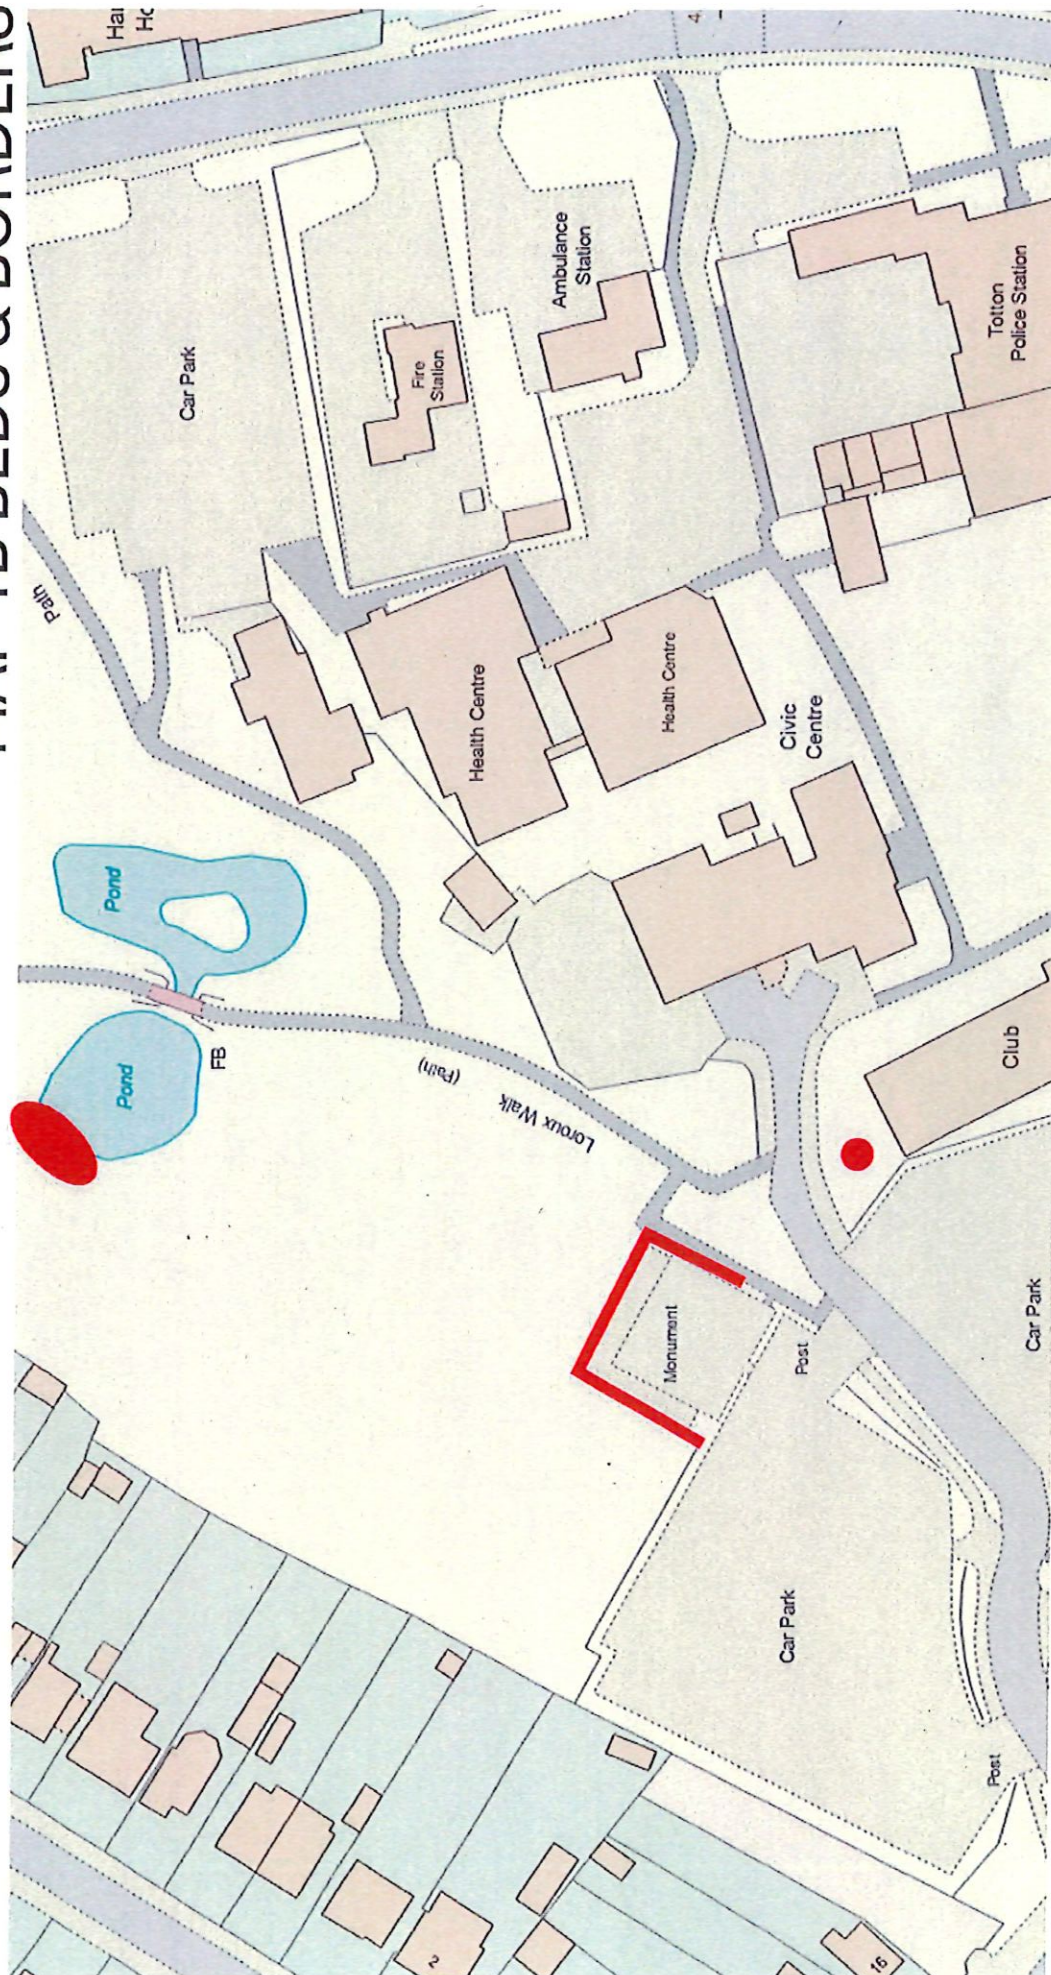 Car Park
Fire
Station
Ambulance
Station
Totton
Police Station
Path
Health Centre
Health Centre
Civic
Centre
Pond
Pond
FB
Loroux Walk
(Path)
Club
Monument
Post
Car Park
Car Park
Post
2
16
& BORDERS